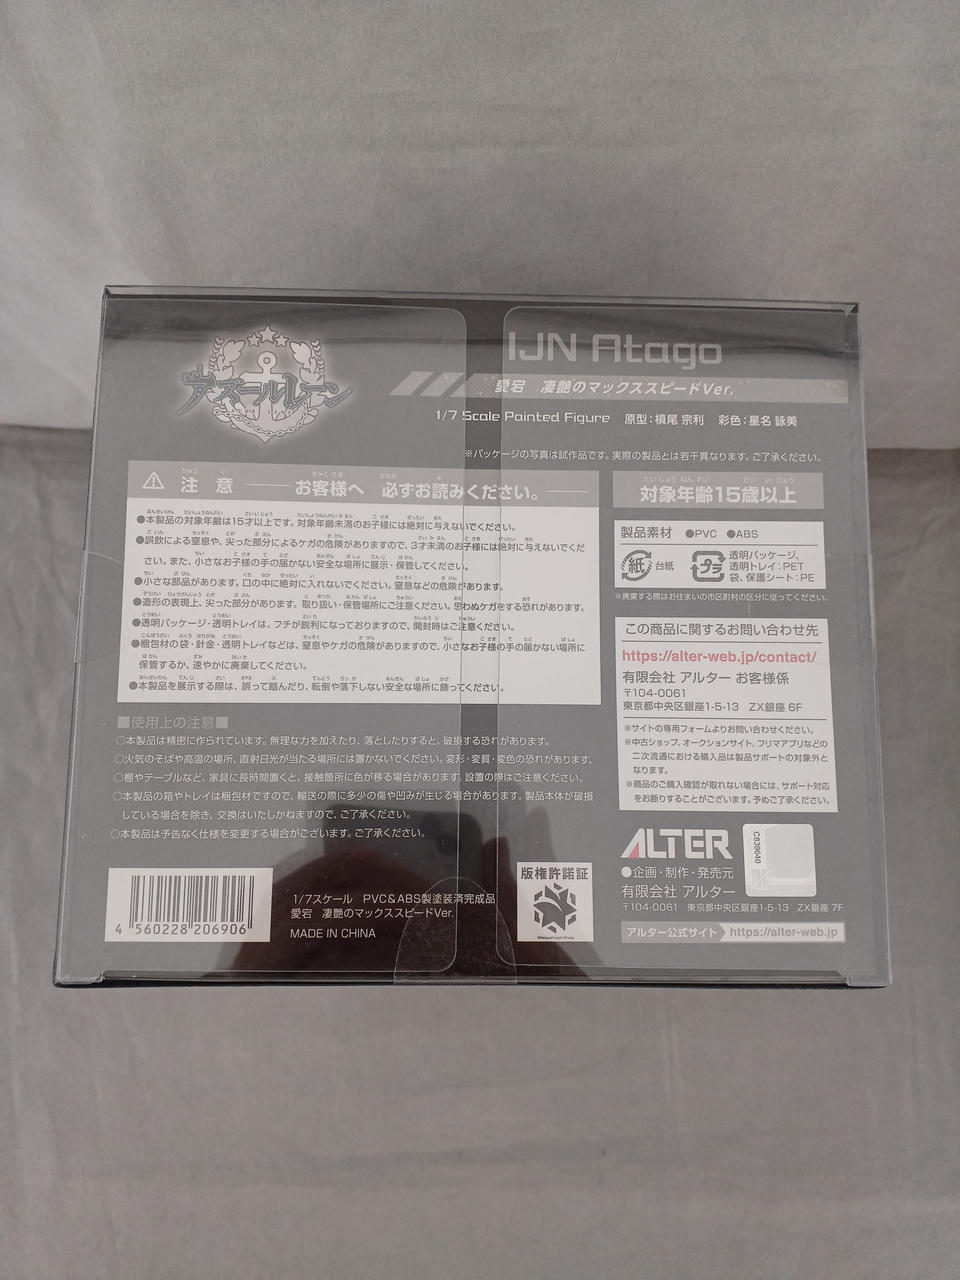 アズールレーン
IJN Atago
愛宕 凄艶のマックススピードVer.
1/7 Scale Painted Figure 原型：槙尾 宗利 彩色：星名 詠美
※パッケージの写真は試作品です。実際の製品とは若干異なります。ご了承ください。
注意 お客様へ 必ずお読みください。
●本製品の対象年齢は15才以上です。対象年齢未満のお子様には絶対に与えないでください。
●誤飲による窒息や、尖った部分によるケガの危険がありますので、3才未満のお子様には絶対に与えないでくだ
さい。また、小さなお子様の手の届かない安全な場所に展示・保管してください。
●小さな部品があります。口の中に絶対に入れないでください。窒息などの危険があります。
●造形の表現上、尖った部分があります。取り扱い・保管場所にご注意ください。思わぬケガをする恐れがあります。
●透明パッケージ・透明トレイは、フチが鋭利になっておりますので、開封時はご注意ください。
●梱包材の袋・針金・透明トレイなどは、窒息やケガの危険がありますので、小さなお子様の手の届かない場所に
保管するか、速やかに廃棄してください。
●本製品を展示する際は、誤って踏んだり、転倒や落下しない安全な場所に飾ってください。
■使用上の注意■
○本製品は精密に作られています。無理な力を加えたり、落としたりすると、破損する恐れがあります。
○火気のそばや高温の場所、直射日光が当たる場所には置かないでください。変形・変質・変色の恐れがあります。
○棚やテーブルなど、家具に長時間置くと、接触箇所に色が移る場合があります。設置の際はご注意ください。
○本製品の箱やトレイは梱包材ですので、輸送の際に多少の傷や凹みが生じる場合があります。製品本体が破損
している場合を除き、交換はいたしかねますので、ご了承ください。
○本製品は予告なく仕様を変更する場合がございます。ご了承ください。
4 560228 206906
1/7スケール PVC&ABS製塗装済完成品
愛宕 凄艶のマックススピードVer.
MADE IN CHINA
版権許諾証
対象年齢15歳以上
製品素材 ●PVC ●ABS
紙 台紙
プラ 透明パッケージ、
透明トレイ：PET
袋、保護シート：PE
※廃棄する際はお住まいの市区町村の区分に従ってください。
この商品に関するお問い合わせ先
https://alter-web.jp/contact/
有限会社 アルター お客様係
〒104-0061
東京都中央区銀座1-5-13 ZX銀座 6F
※サイトの専用フォームよりお問い合わせください。
※中古ショップ、オークションサイト、フリマアプリなどの
二次流通における購入品は製品サポートの対象外と
なります。
※商品のご購入確認が取れない場合には、サポート対応
をお断りすることがございます。予めご了承ください。
ALTER
C839640
●企画・制作・発売元
有限会社 アルター
〒104-0061 東京都中央区銀座1-5-13 ZX銀座 7F
アルター公式サイト https://alter-web.jp